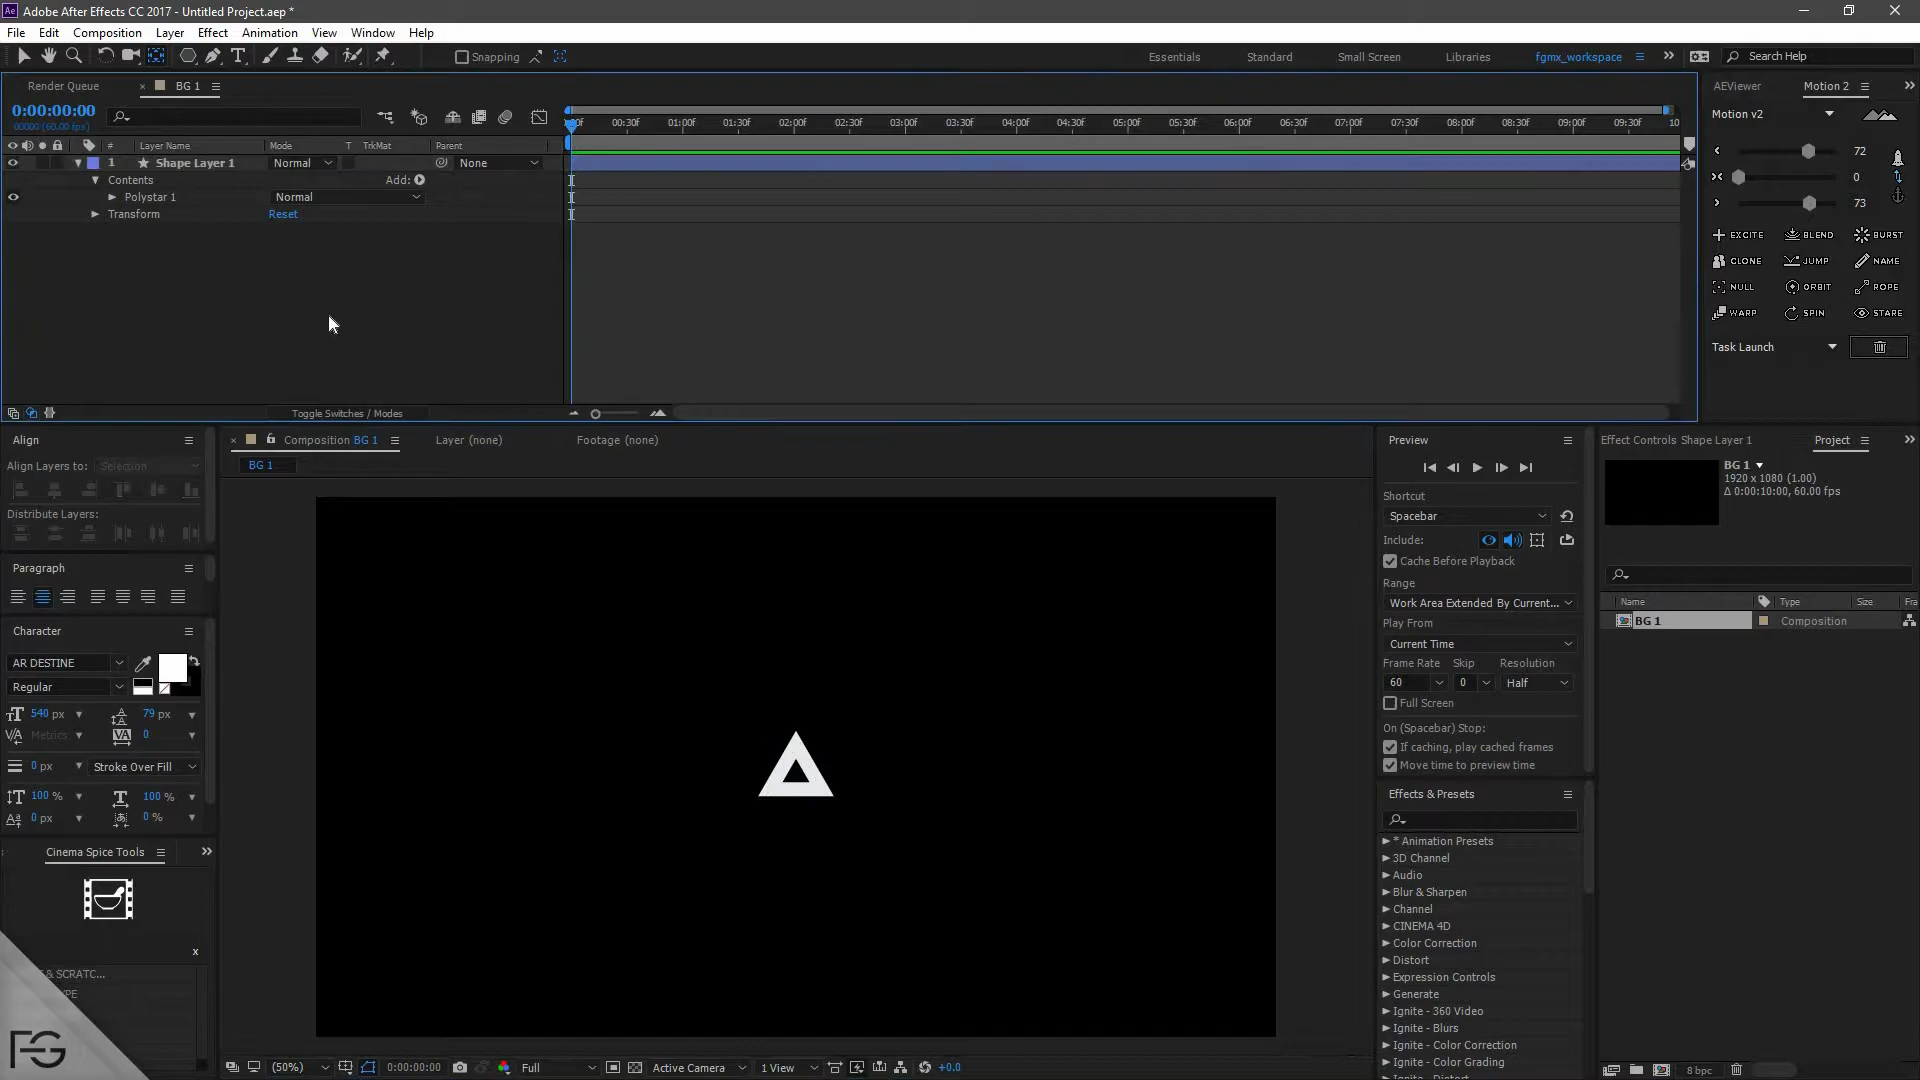 Ae Adobe After Effects CC 2017 - Untitled Project.aep *
File Edit Composition Layer Effect Animation View Window Help
Snapping Essentials Standard Small Screen Libraries fgmx_workspace Search Help
Render Queue BG 1
0:00:00:00
00000 (60.00 fps)
00:30f 01:00f 01:30f 02:00f 02:30f 03:00f 03:30f 04:00f 04:30f 05:00f 05:30f 06:00f 06:30f 07:00f 07:30f 08:00f 08:30f 09:00f 09:30f 10
# Layer Name Mode T TrkMat Parent
1 Shape Layer 1 Normal None
Contents Add:
Polystar 1 Normal
Transform Reset
Toggle Switches / Modes
AEViewer Motion 2
Motion v2
72
0
73
EXCITE BLEND BURST
CLONE JUMP NAME
NULL ORBIT ROPE
WARP SPIN STARE
Task Launch
Align
Align Layers to: Selection
Distribute Layers:
Paragraph
Character
AR DESTINE
Regular
540 px 79 px
Metrics 0
0 px Stroke Over Fill
100 % 100 %
0 px 0 %
Cinema Spice Tools
x
& SCRATC...
YPE
FG
Composition BG 1 Layer (none) Footage (none)
BG 1
(50%) 0:00:00:00 Full Active Camera 1 View +0.0
Preview
Shortcut
Spacebar
Include:
Cache Before Playback
Range
Work Area Extended By Current...
Play From
Current Time
Frame Rate Skip Resolution
60 0 Half
Full Screen
On (Spacebar) Stop:
If caching, play cached frames
Move time to preview time
Effects & Presets
* Animation Presets
3D Channel
Audio
Blur & Sharpen
Channel
CINEMA 4D
Color Correction
Distort
Expression Controls
Generate
Ignite - 360 Video
Ignite - Blurs
Ignite - Color Correction
Ignite - Color Grading
Effect Controls Shape Layer 1 Project
BG 1
1920 x 1080 (1.00)
Δ 0:00:10:00, 60.00 fps
Name Type Size Fra
BG 1 Composition
8 bpc